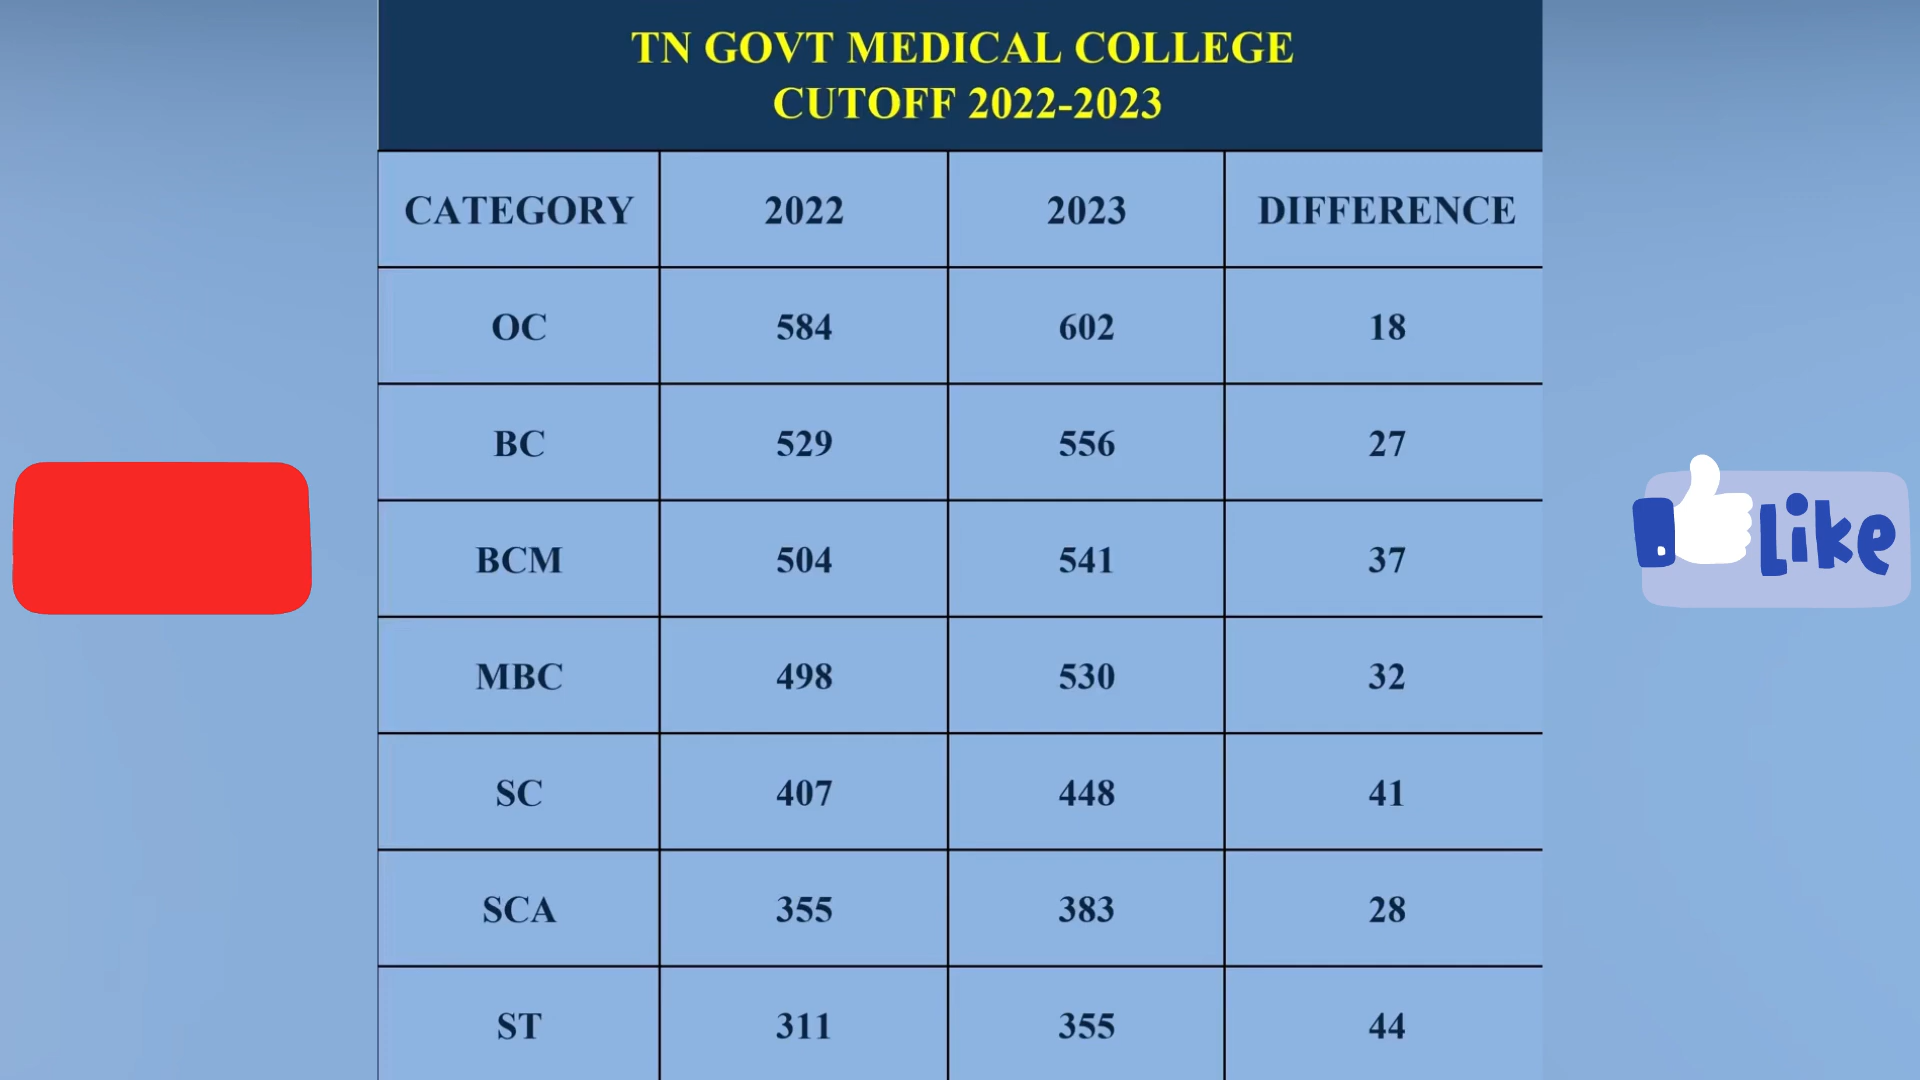 TN GOVT MEDICAL COLLEGE
CUTOFF 2022-2023
CATEGORY 2022 2023 DIFFERENCE
OC 584 602 18
BC 529 556 27
BCM 504 541 37
MBC 498 530 32
SC 407 448 41
SCA 355 383 28
ST 311 355 44
Like